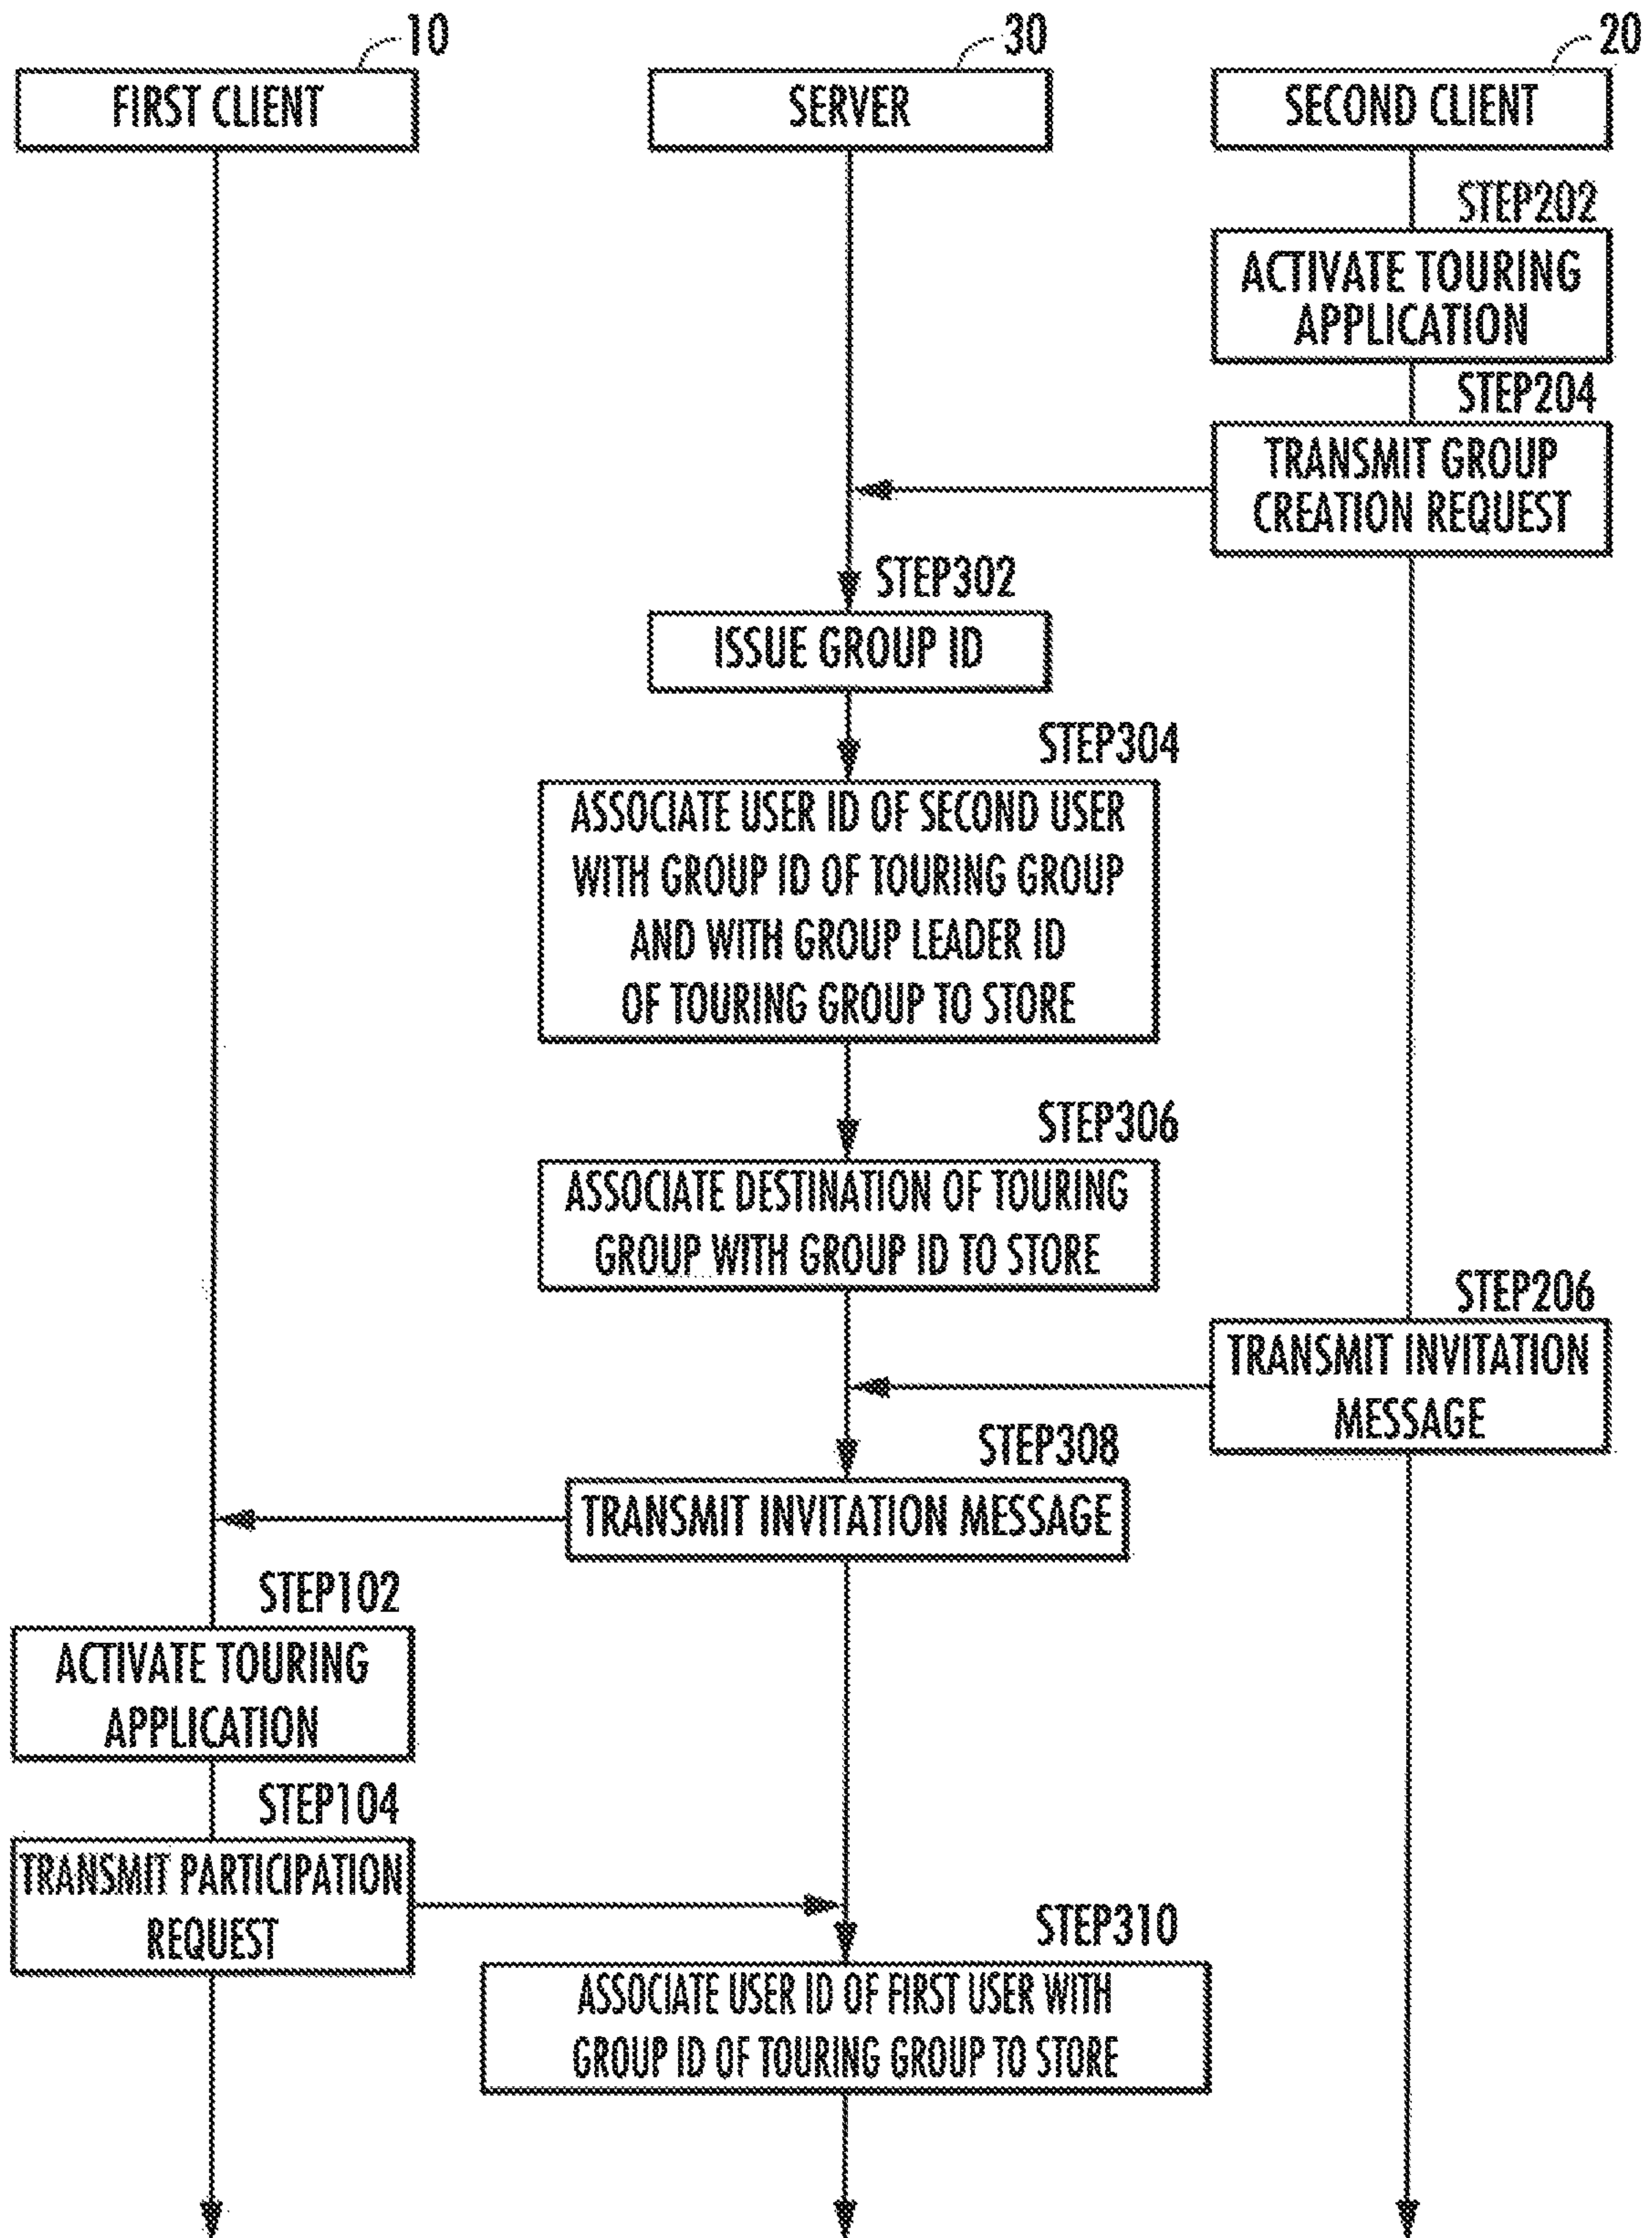 10
30
20
FIRST CLIENT
SERVER
SECOND CLIENT
STEP202
ACTIVATE TOURING
APPLICATION
STEP204
TRANSMIT GROUP
CREATION REQUEST
STEP302
ISSUE GROUP ID
STEP304
ASSOCIATE USER ID OF SECOND USER
WITH GROUP ID OF TOURING GROUP
AND WITH GROUP LEADER ID
OF TOURING GROUP TO STORE
STEP306
ASSOCIATE DESTINATION OF TOURING
GROUP WITH GROUP ID TO STORE
STEP206
TRANSMIT INVITATION
MESSAGE
STEP308
TRANSMIT INVITATION MESSAGE
STEP102
ACTIVATE TOURING
APPLICATION
STEP104
TRANSMIT PARTICIPATION
REQUEST
STEP310
ASSOCIATE USER ID OF FIRST USER WITH
GROUP ID OF TOURING GROUP TO STORE